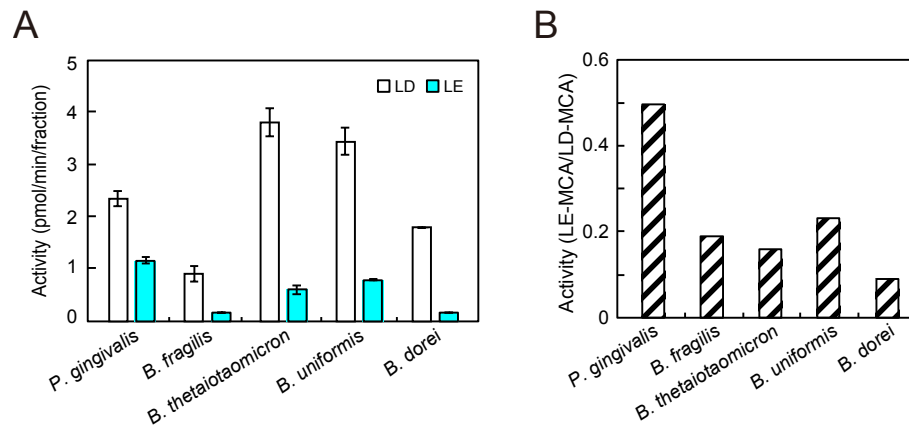 A
Activity (pmol/min/fraction)
5
4
3
2
1
0
LD LE
P. gingivalis
B. fragilis
B. thetaiotaomicron
B. uniformis
B. dorei
B
Activity (LE-MCA/LD-MCA)
0.6
0.4
0.2
0
P. gingivalis
B. fragilis
B. thetaiotaomicron
B. uniformis
B. dorei